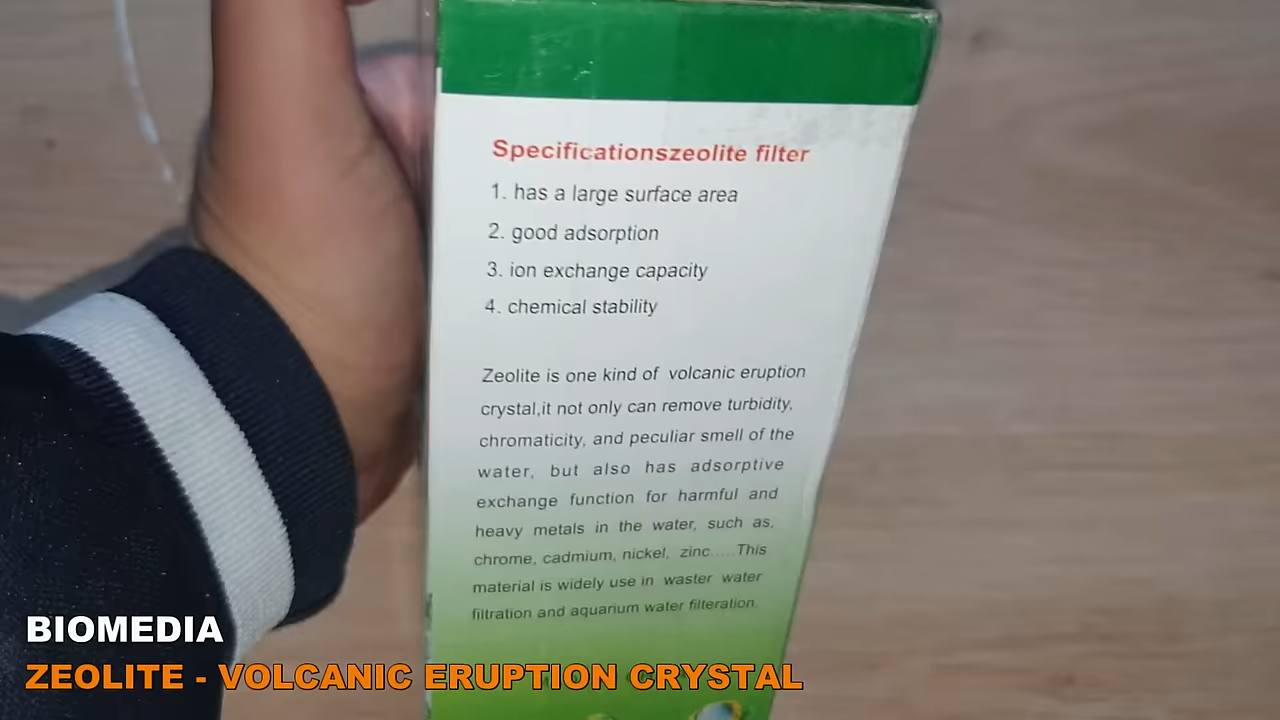 Specificationszeolite filter
1. has a large surface area
2. good adsorption
3. ion exchange capacity
4. chemical stability
Zeolite is one kind of volcanic eruption
crystal,it not only can remove turbidity,
chromaticity, and peculiar smell of the
water, but also has adsorptive
exchange function for harmful and
heavy metals in the water, such as,
chrome, cadmium, nickel, zinc.....This
material is widely use in waster water
filtration and aquarium water filteration.
BIOMEDIA
ZEOLITE - VOLCANIC ERUPTION CRYSTAL